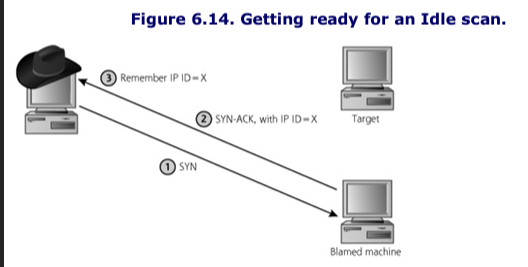 Figure 6.14. Getting ready for an Idle scan.
3 Remember IP ID=X
2 SYN-ACK, with IP ID=X
Target
1 SYN
Blamed machine